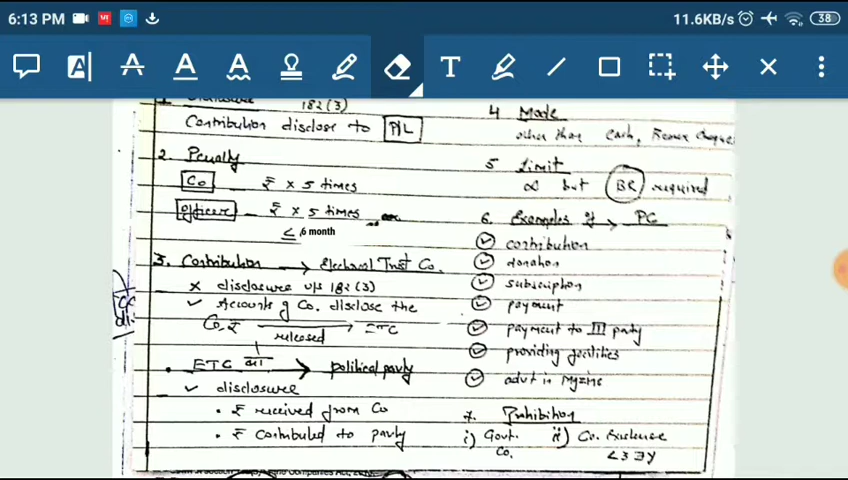 6:13 PM
11.6KB/s
38
1. Disclosure 182(3)
Contribution disclose to P/L
2. Penalty
Co _ ₹ x 5 times
Officer _ ₹ x 5 times
≤ 6 month
3. Contribution → Electoral Trust Co.
x disclosure u/s 182(3)
✓ Accounts of Co. disclose the
Co. ₹ → ETC
released
• ETC → political party
✓ disclosure
• ₹ received from Co
• ₹ Contributed to party
4 Mode
other than cash, Bearer cheque
5 Limit
∞ but BR required
6. Examples of → PC
contribution
donation
subscription
payment
payment to III party
providing facilities
advt in Mgzine
7. Prohibition
i) Govt. Co.
ii) Co. Existence
< 3 FY